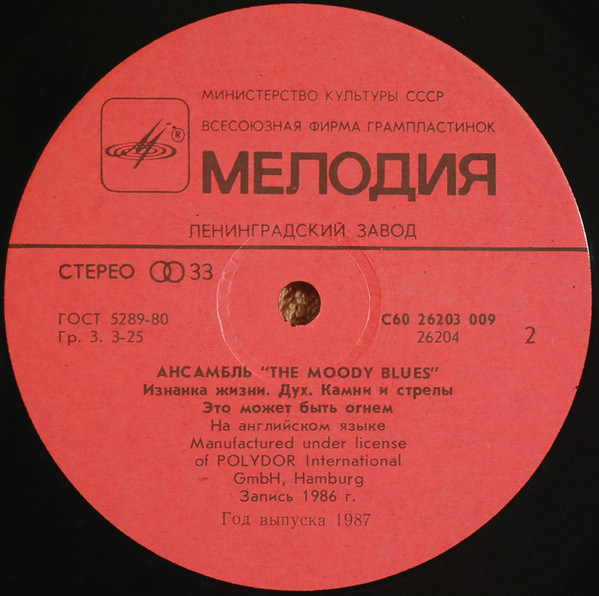 МИНИСТЕРСТВО КУЛЬТУРЫ СССР
ВСЕСОЮЗНАЯ ФИРМА ГРАМПЛАСТИНОК
®
МЕЛОДИЯ
ЛЕНИНГРАДСКИЙ ЗАВОД
СТЕРЕО 33
ГОСТ 5289-80
Гр. 3. 3-25
С60 26203 009
26204
2
АНСАМБЛЬ "THE MOODY BLUES"
Изнанка жизни. Дух. Камни и стрелы
Это может быть огнем
На английском языке
Manufactured under license
of POLYDOR International
GmbH, Hamburg
Запись 1986 г.
Год выпуска 1987